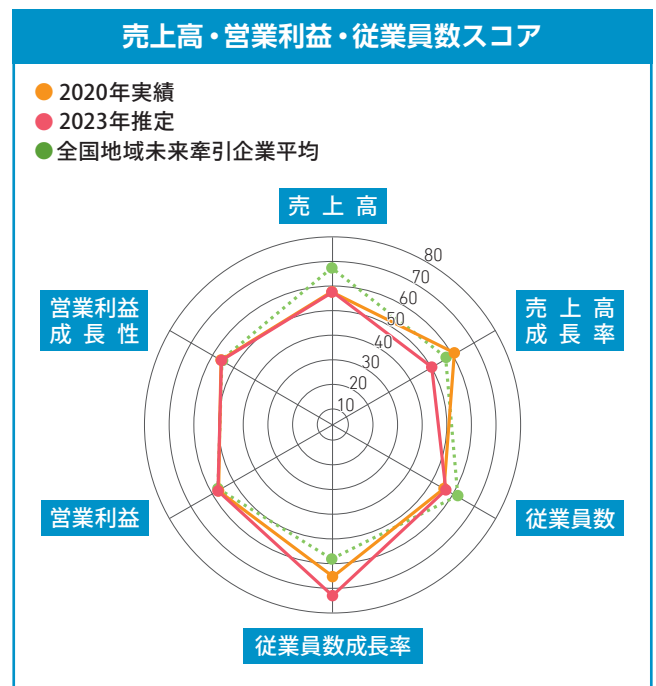 売上高・営業利益・従業員数スコア
2020年実績
2023年推定
全国地域未来牽引企業平均
売上高
80
70
60
50
40
30
20
10
営業利益
成長性
売上高
成長率
営業利益
従業員数
従業員数成長率